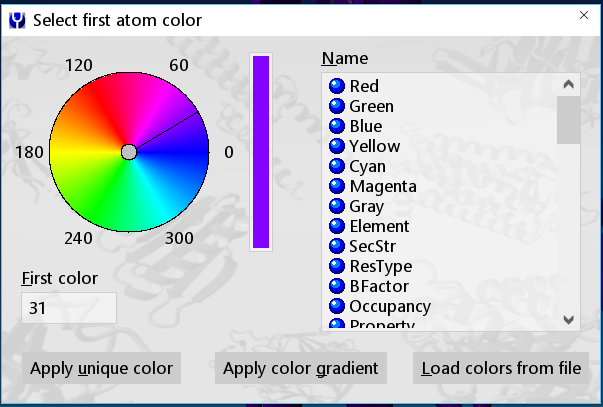 Select first atom color
120
60
180
0
240
300
First color
31
Name
Red
Green
Blue
Yellow
Cyan
Magenta
Gray
Element
SecStr
ResType
BFactor
Occupancy
Property
Apply unique color
Apply color gradient
Load colors from file